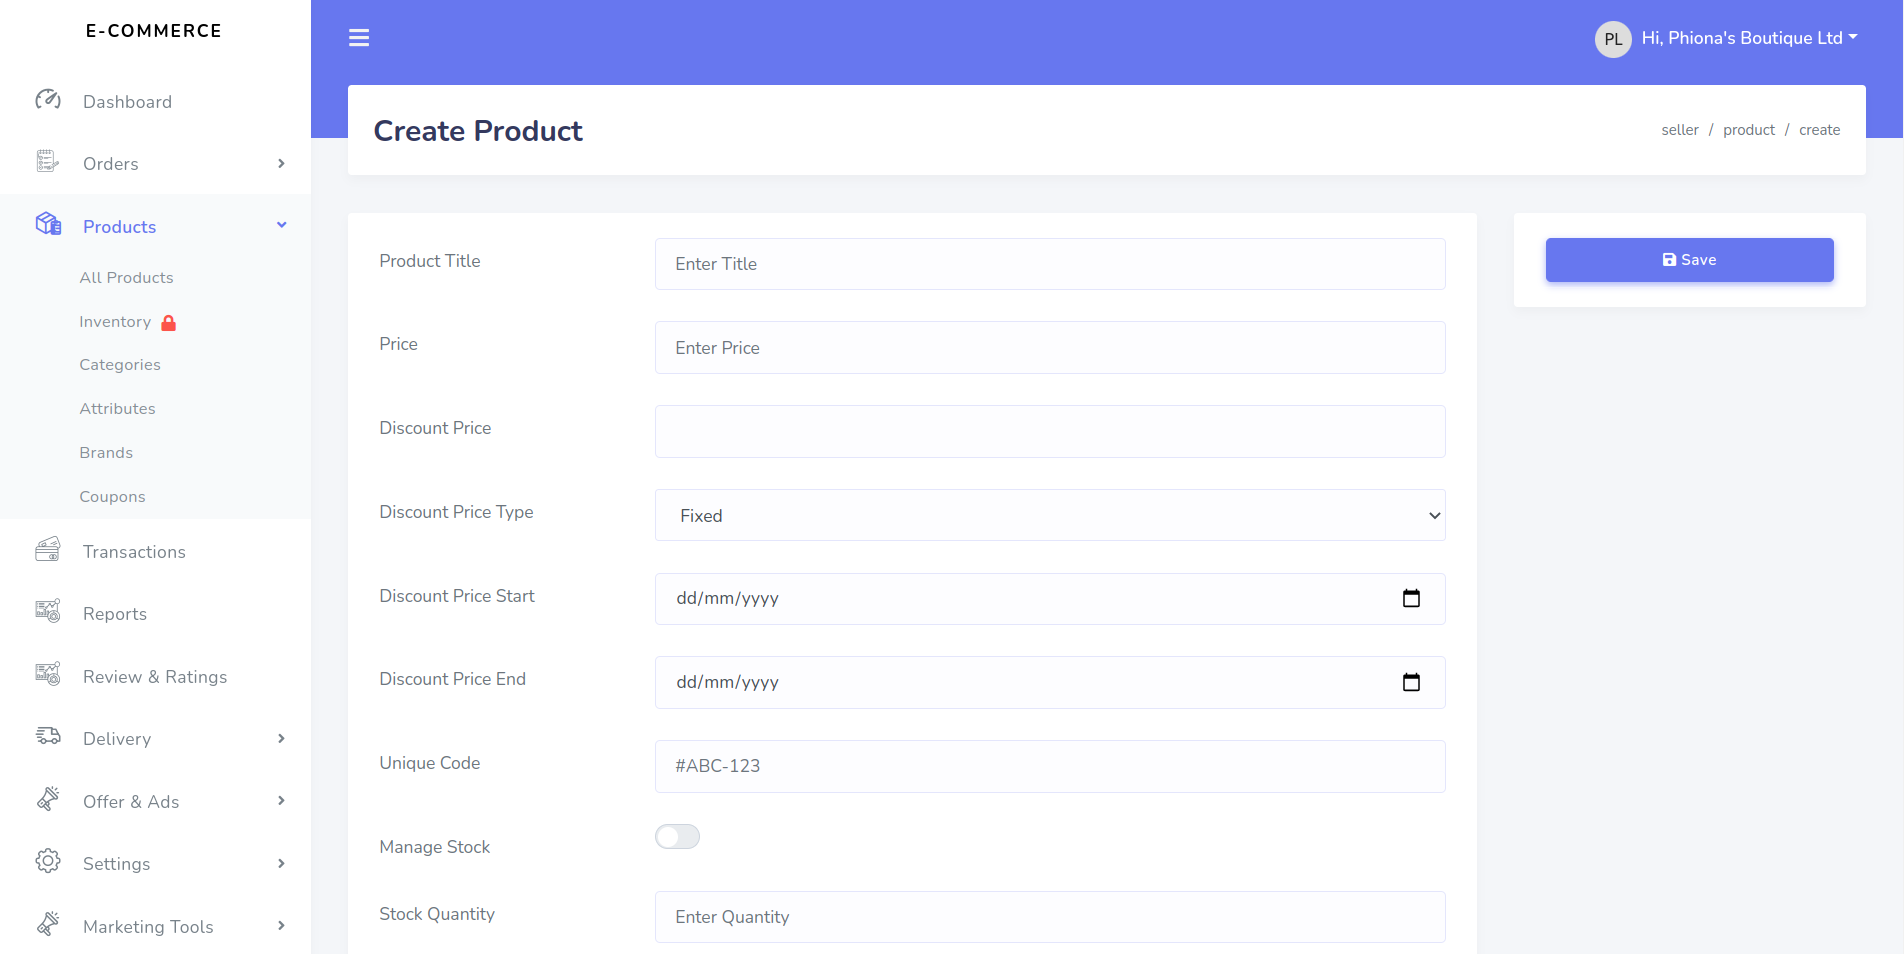 E-COMMERCE
PL Hi, Phiona's Boutique Ltd
Dashboard
Orders
Products
All Products
Inventory
Categories
Attributes
Brands
Coupons
Transactions
Reports
Review & Ratings
Delivery
Offer & Ads
Settings
Marketing Tools
Create Product
seller / product / create
Product Title Enter Title
Price Enter Price
Discount Price
Discount Price Type Fixed
Discount Price Start dd/mm/yyyy
Discount Price End dd/mm/yyyy
Unique Code #ABC-123
Manage Stock
Stock Quantity Enter Quantity
Save